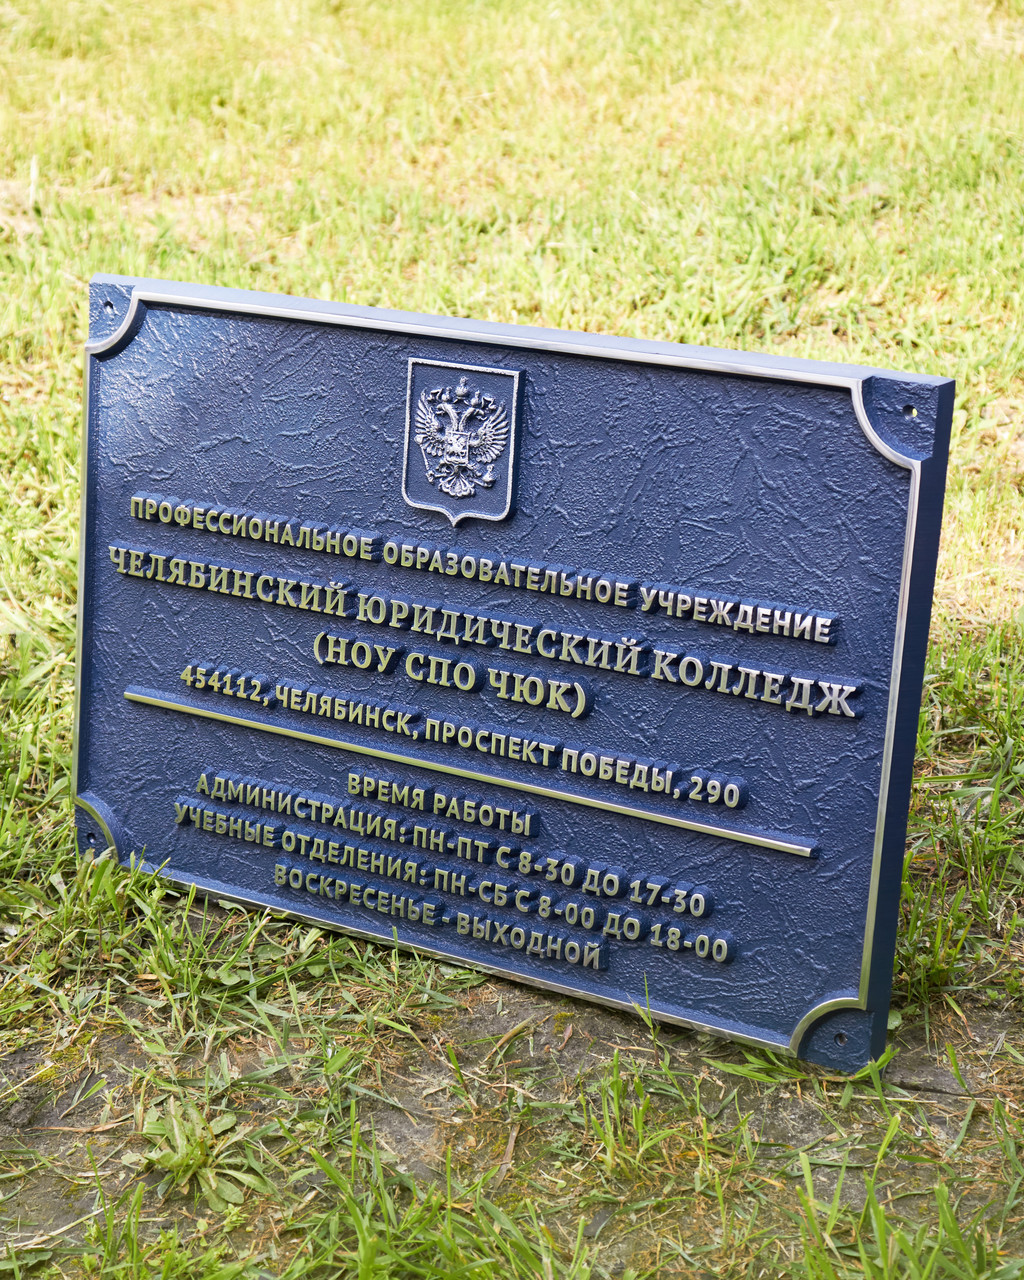 ПРОФЕССИОНАЛЬНОЕ ОБРАЗОВАТЕЛЬНОЕ УЧРЕЖДЕНИЕ
ЧЕЛЯБИНСКИЙ ЮРИДИЧЕСКИЙ КОЛЛЕДЖ
(НОУ СПО ЧЮК)
454112, ЧЕЛЯБИНСК, ПРОСПЕКТ ПОБЕДЫ, 290
ВРЕМЯ РАБОТЫ
АДМИНИСТРАЦИЯ: ПН-ПТ С 8-30 ДО 17-30
УЧЕБНЫЕ ОТДЕЛЕНИЯ: ПН-СБ С 8-00 ДО 18-00
ВОСКРЕСЕНЬЕ - ВЫХОДНОЙ